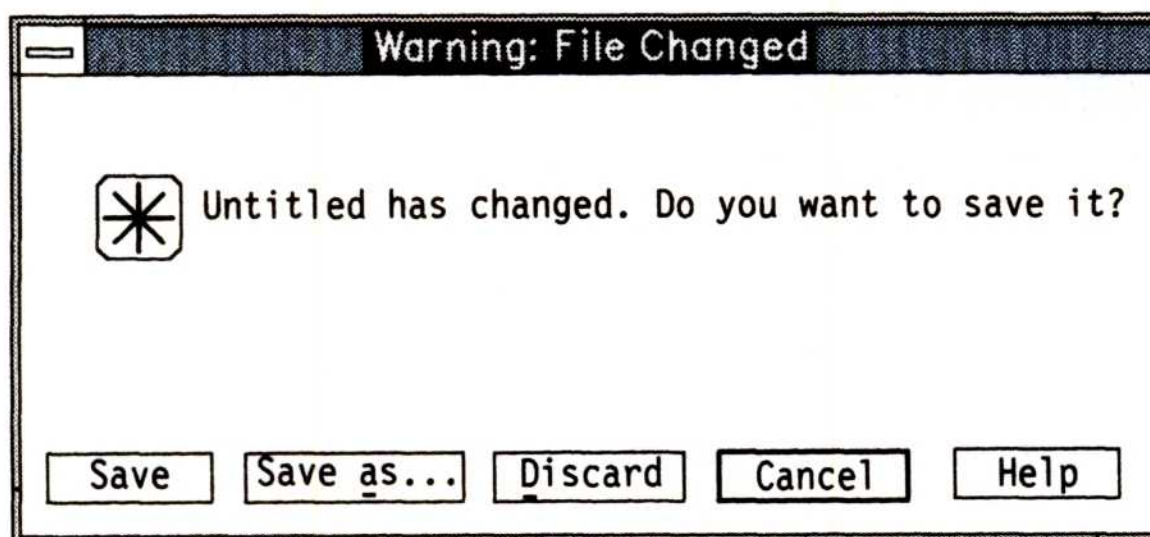 Warning: File Changed
Untitled has changed. Do you want to save it?
Save Save as... Discard Cancel Help